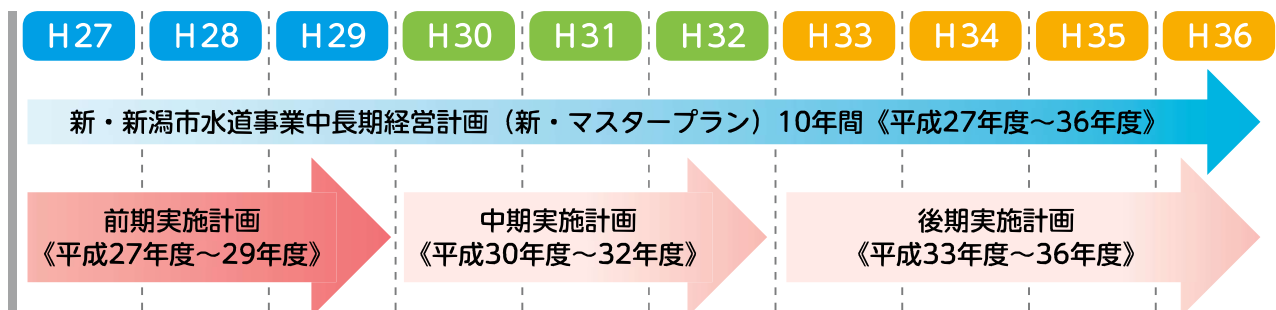 H27 H28 H29 H30 H31 H32 H33 H34 H35 H36
新・新潟市水道事業中長期経営計画（新・マスタープラン）10年間《平成27年度～36年度》
前期実施計画
《平成27年度～29年度》
中期実施計画
《平成30年度～32年度》
後期実施計画
《平成33年度～36年度》